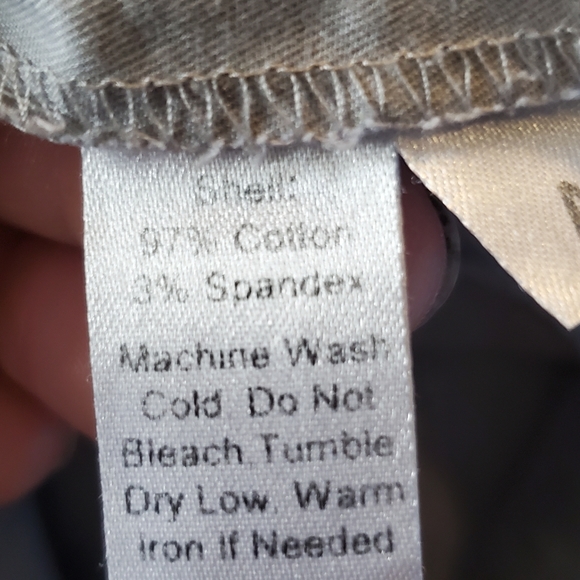 Shell:
97% Cotton
3% Spandex
Machine Wash
Cold. Do Not
Bleach. Tumble
Dry Low. Warm
Iron If Needed